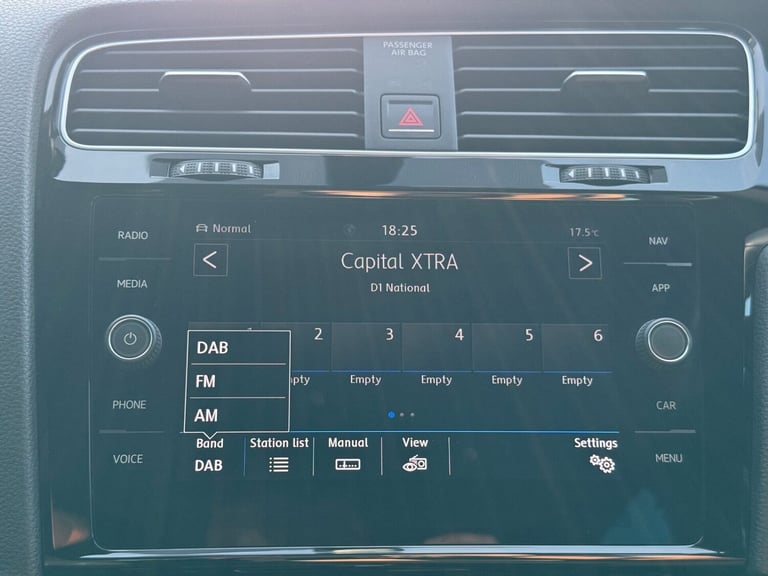 PASSENGER
AIR BAG
RADIO
MEDIA
PHONE
VOICE
Normal
18:25
17.5°C
< Capital XTRA >
D1 National
2 3 4 5 6
Empty Empty Empty Empty
DAB
FM
AM
Band Station list Manual View Settings
DAB
NAV
APP
CAR
MENU